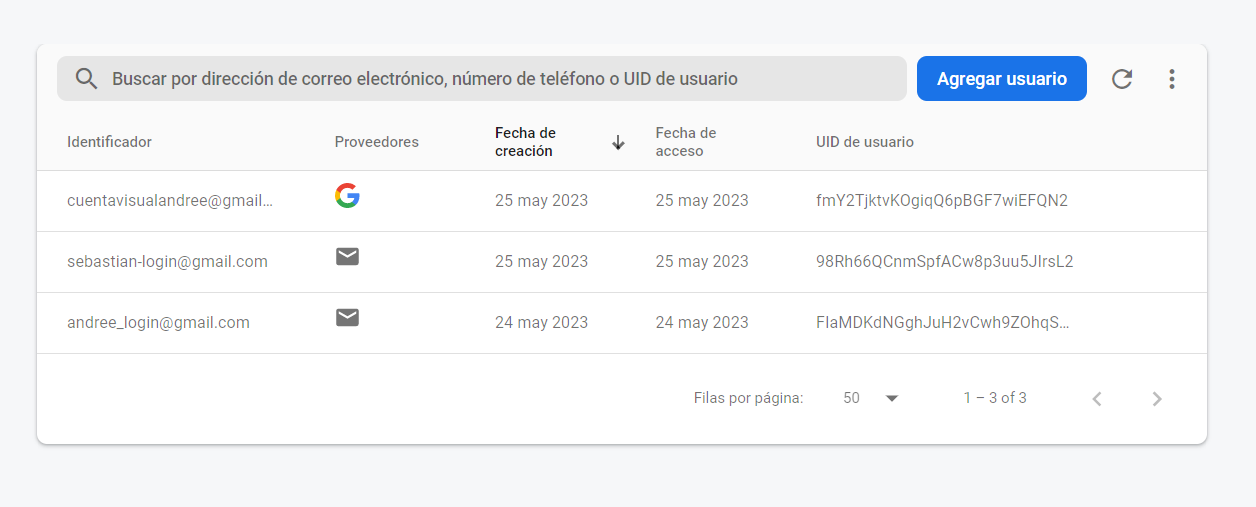 Buscar por dirección de correo electrónico, número de teléfono o UID de usuario
Agregar usuario
Identificador
Proveedores
Fecha de
creación
Fecha de
acceso
UID de usuario
cuentavisualandree@gmail...
25 may 2023
25 may 2023
fmY2TjktvKOgiqQ6pBGF7wiEFQN2
sebastian-login@gmail.com
25 may 2023
25 may 2023
98Rh66QCnmSpfACw8p3uu5JIrsL2
andree_login@gmail.com
24 may 2023
24 may 2023
FIaMDKdNGghJuH2vCwh9ZOhqS...
Filas por página:
50
1 – 3 of 3